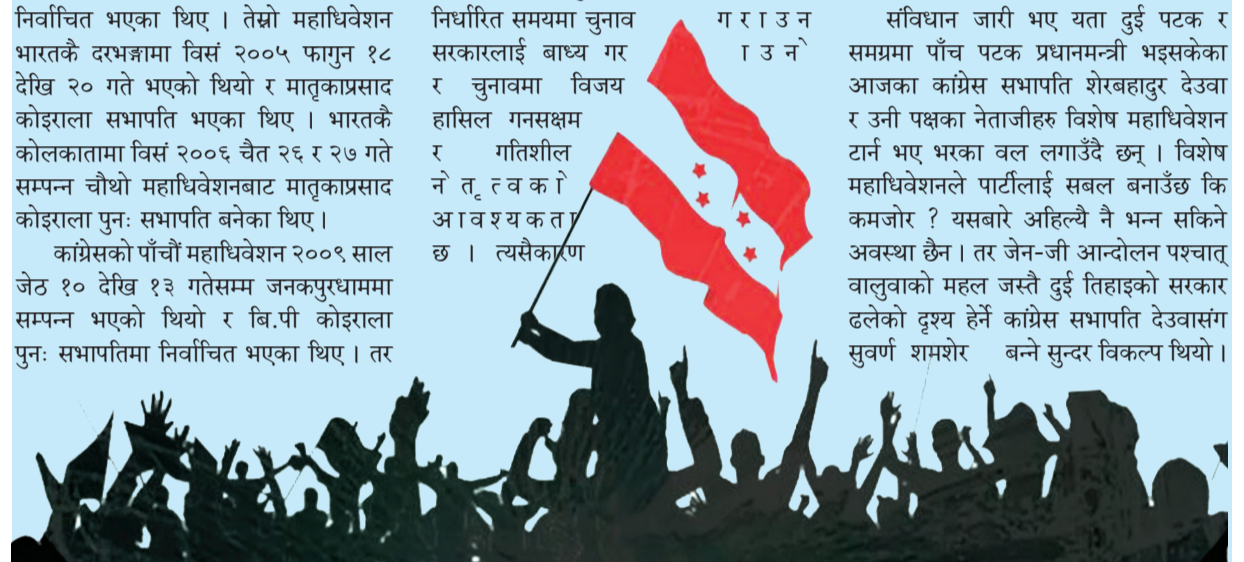 निर्वाचित भएका थिए । तेस्रो महाधिवेशन
भारतकै दरभङ्गामा विसं २००५ फागुन १८
देखि २० गते भएको थियो र मातृकाप्रसाद
कोइराला सभापति भएका थिए । भारतकै
कोलकातामा विसं २००६ चैत २६ र २७ गते
सम्पन्न चौथो महाधिवेशनबाट मातृकाप्रसाद
कोइराला पुनः सभापति बनेका थिए ।
कांग्रेसको पाँचौं महाधिवेशन २००९ साल
जेठ १० देखि १३ गतेसम्म जनकपुरधाममा
सम्पन्न भएको थियो र बि.पी कोइराला
पुनः सभापतिमा निर्वाचित भएका थिए । तर
निर्धारित समयमा चुनाव गराउन
सरकारलाई बाध्य गराउने
र चुनावमा विजय
हासिल गनसक्षम
र गतिशील
नेतृत्वको
आवश्यकता
छ । त्यसैकारण
संविधान जारी भए यता दुई पटक र
समग्रमा पाँच पटक प्रधानमन्त्री भइसकेका
आजका कांग्रेस सभापति शेरबहादुर देउवा
र उनी पक्षका नेताजीहरु विशेष महाधिवेशन
टार्न भए भरका वल लगाउँदै छन् । विशेष
महाधिवेशनले पार्टीलाई सबल बनाउँछ कि
कमजोर ? यसबारे अहिल्यै नै भन्न सकिने
अवस्था छैन । तर जेन-जी आन्दोलन पश्चात्
वालुवाको महल जस्तै दुई तिहाइको सरकार
ढलेको दृश्य हेर्ने कांग्रेस सभापति देउवासंग
सुवर्ण शमशेर बन्ने सुन्दर विकल्प थियो ।